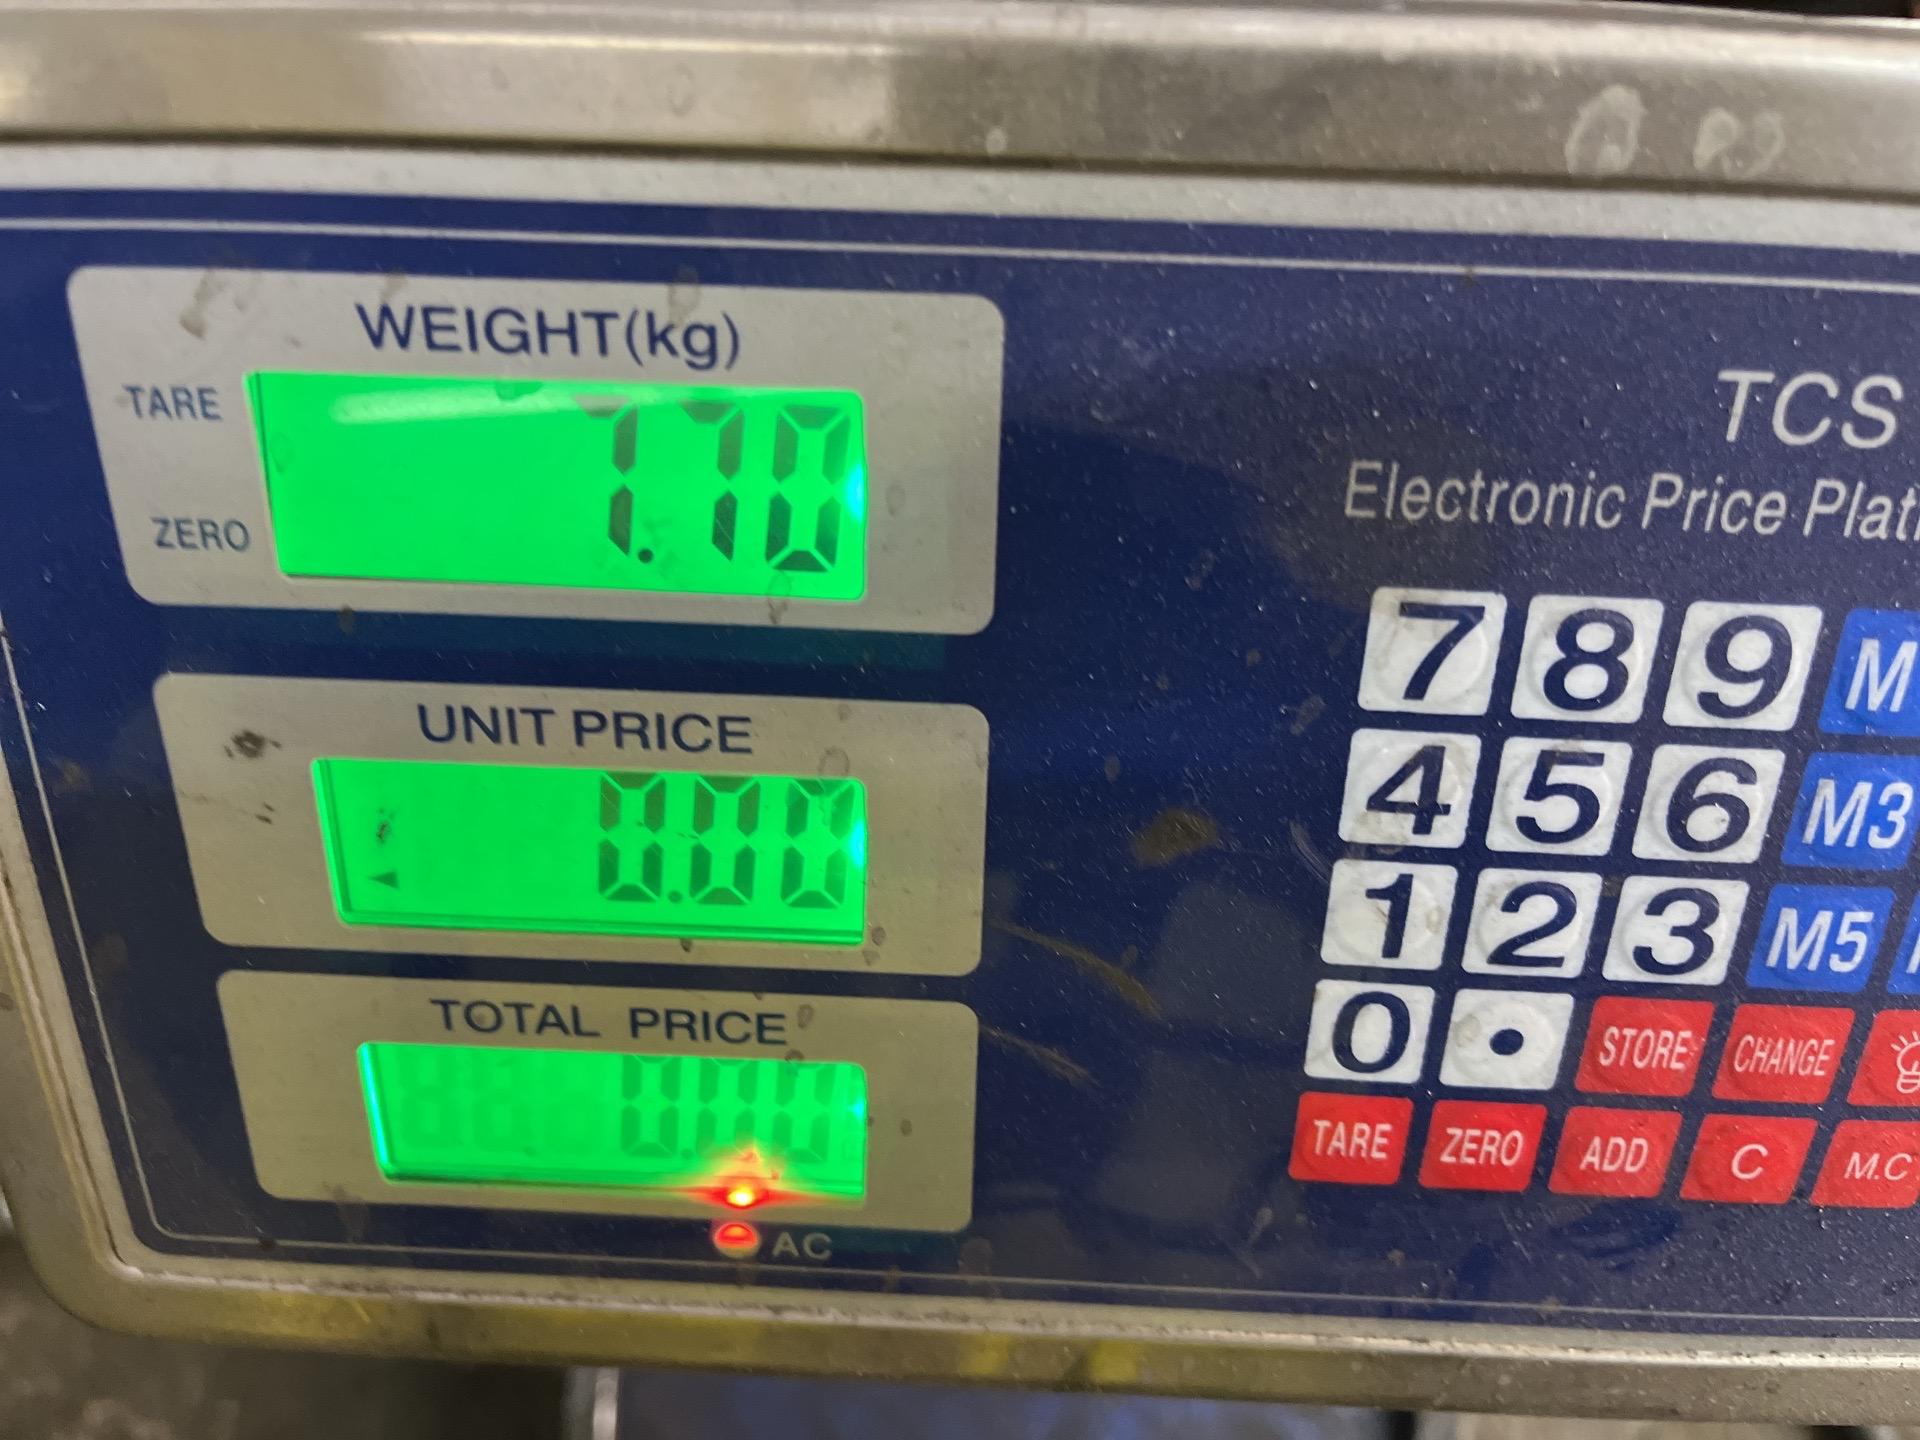 WEIGHT(kg)
TARE
7.70
ZERO
UNIT PRICE
0.00
TOTAL PRICE
0.00
AC
TCS
Electronic Price Plat
7 8 9 M
4 5 6 M3
1 2 3 M5
0 . STORE CHANGE
TARE ZERO ADD C M.C